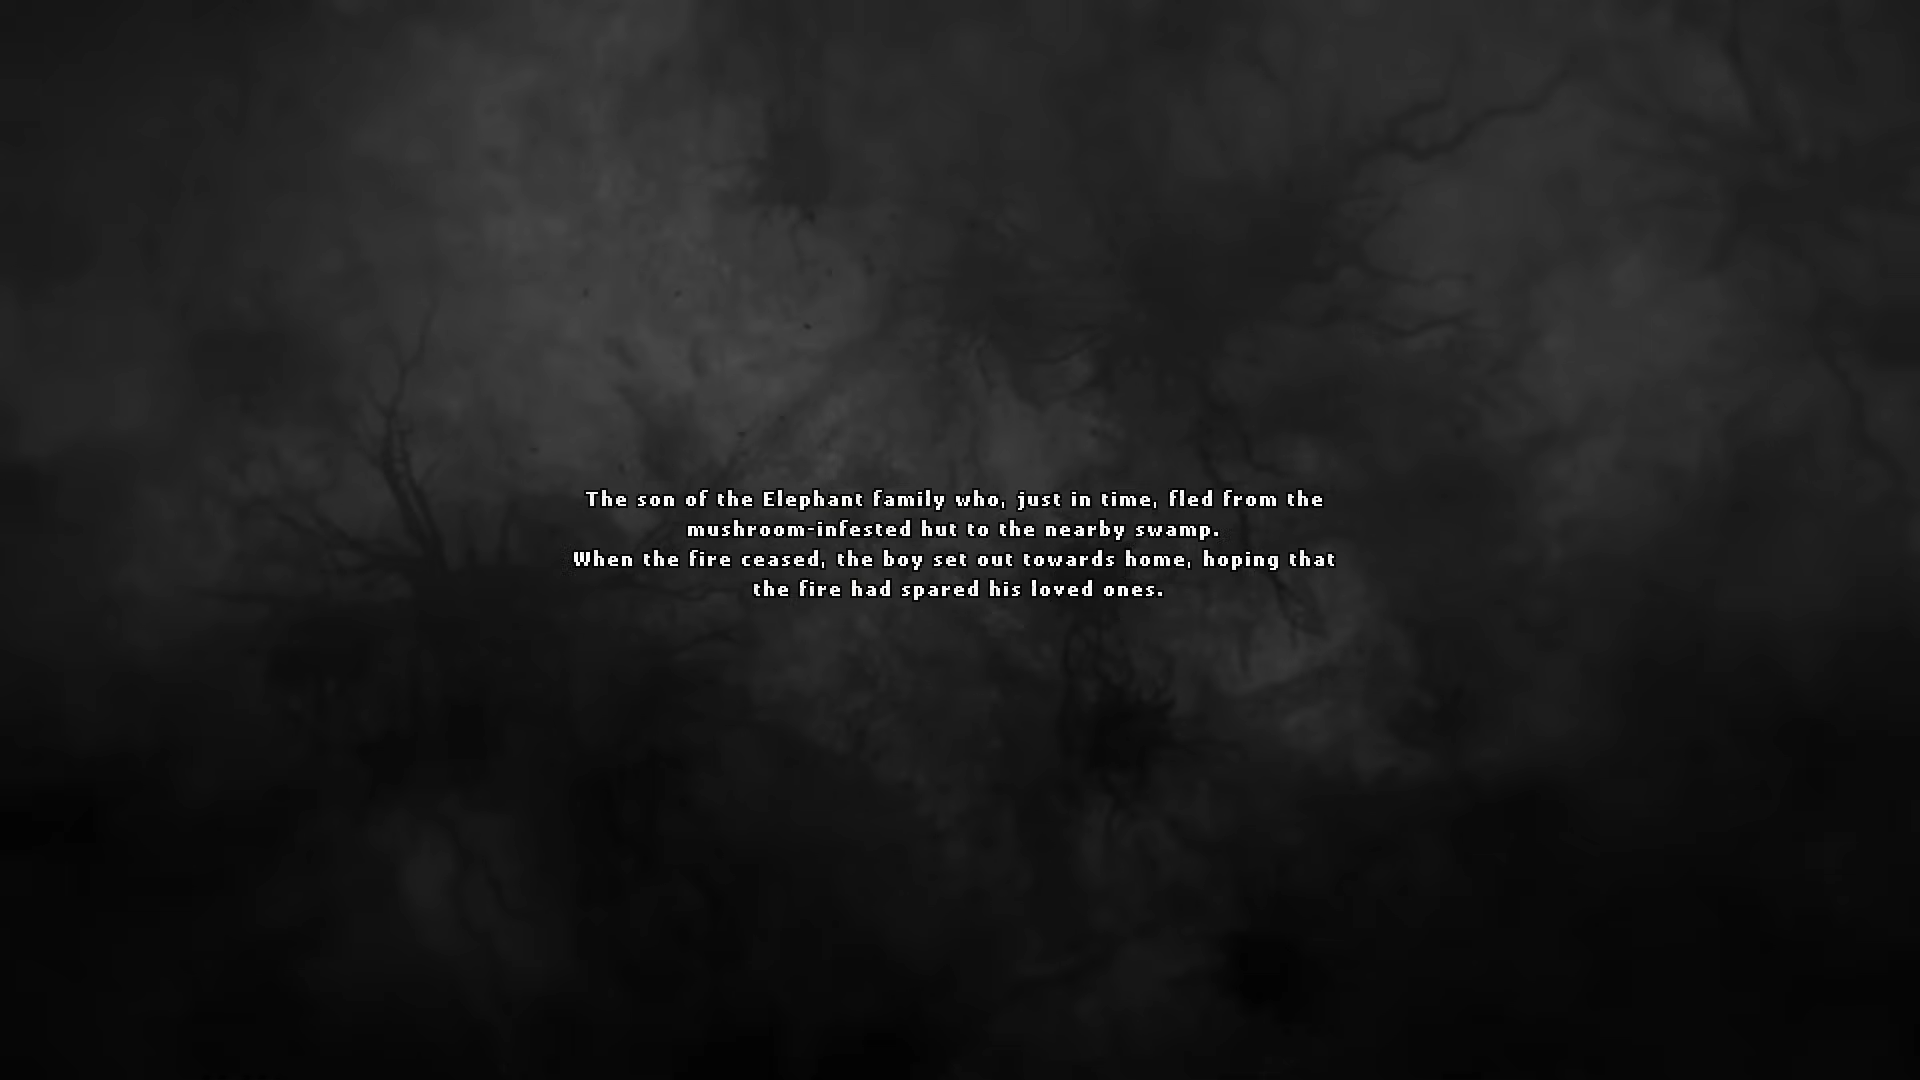 The son of the Elephant family who, just in time, fled from the
mushroom-infested hut to the nearby swamp.
When the fire ceased, the boy set out towards home, hoping that
the fire had spared his loved ones.